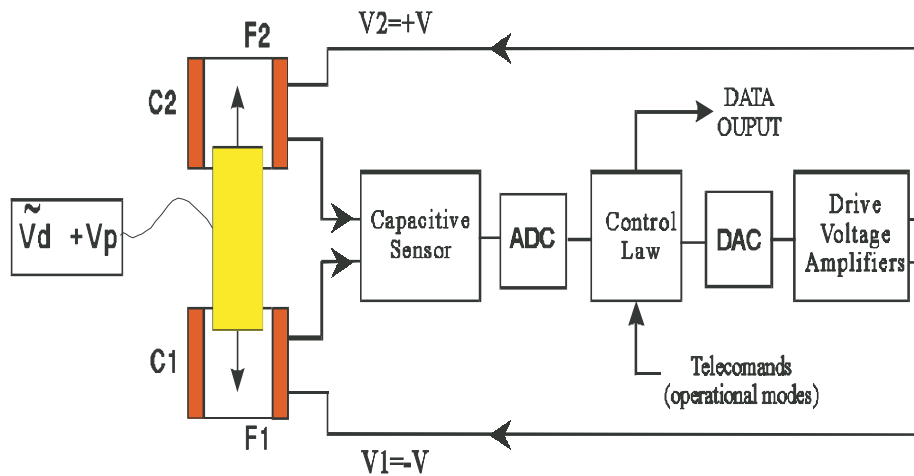 V2=+V
F2
C2
DATA
OUPUT
Ṽd +Vp
Capacitive
Sensor
ADC
Control
Law
DAC
Drive
Voltage
Amplifiers
C1
Telecomands
(operational modes)
F1
V1=-V